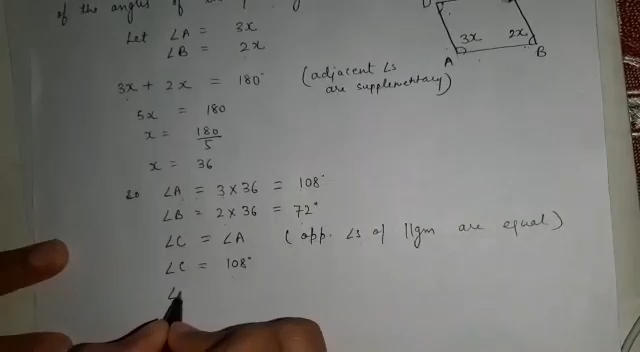 of the angles of the
Let ∠A = 3x
∠B = 2x
D
3x 2x
A B
3x + 2x = 180° (adjacent ∠s are supplementary)
5x = 180
x = 180/5
x = 36
So ∠A = 3 × 36 = 108°
∠B = 2 × 36 = 72°
∠C = ∠A (opp. ∠s of ||gm are equal)
∠C = 108°
∠